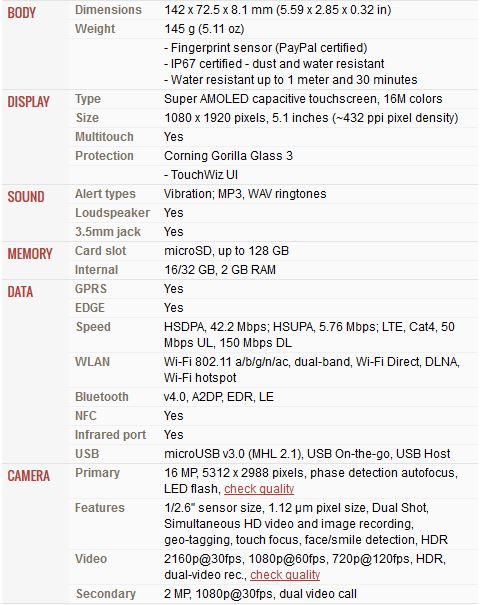 BODY Dimensions 142 x 72.5 x 8.1 mm (5.59 x 2.85 x 0.32 in)
Weight 145 g (5.11 oz)
- Fingerprint sensor (PayPal certified)
- IP67 certified - dust and water resistant
- Water resistant up to 1 meter and 30 minutes
DISPLAY Type Super AMOLED capacitive touchscreen, 16M colors
Size 1080 x 1920 pixels, 5.1 inches (~432 ppi pixel density)
Multitouch Yes
Protection Corning Gorilla Glass 3
- TouchWiz UI
SOUND Alert types Vibration; MP3, WAV ringtones
Loudspeaker Yes
3.5mm jack Yes
MEMORY Card slot microSD, up to 128 GB
Internal 16/32 GB, 2 GB RAM
DATA GPRS Yes
EDGE Yes
Speed HSDPA, 42.2 Mbps; HSUPA, 5.76 Mbps; LTE, Cat4, 50
Mbps UL, 150 Mbps DL
WLAN Wi-Fi 802.11 a/b/g/n/ac, dual-band, Wi-Fi Direct, DLNA,
Wi-Fi hotspot
Bluetooth v4.0, A2DP, EDR, LE
NFC Yes
Infrared port Yes
USB microUSB v3.0 (MHL 2.1), USB On-the-go, USB Host
CAMERA Primary 16 MP, 5312 x 2988 pixels, phase detection autofocus,
LED flash, check quality
Features 1/2.6" sensor size, 1.12 µm pixel size, Dual Shot,
Simultaneous HD video and image recording,
geo-tagging, touch focus, face/smile detection, HDR
Video 2160p@30fps, 1080p@60fps, 720p@120fps, HDR,
dual-video rec., check quality
Secondary 2 MP, 1080p@30fps, dual video call